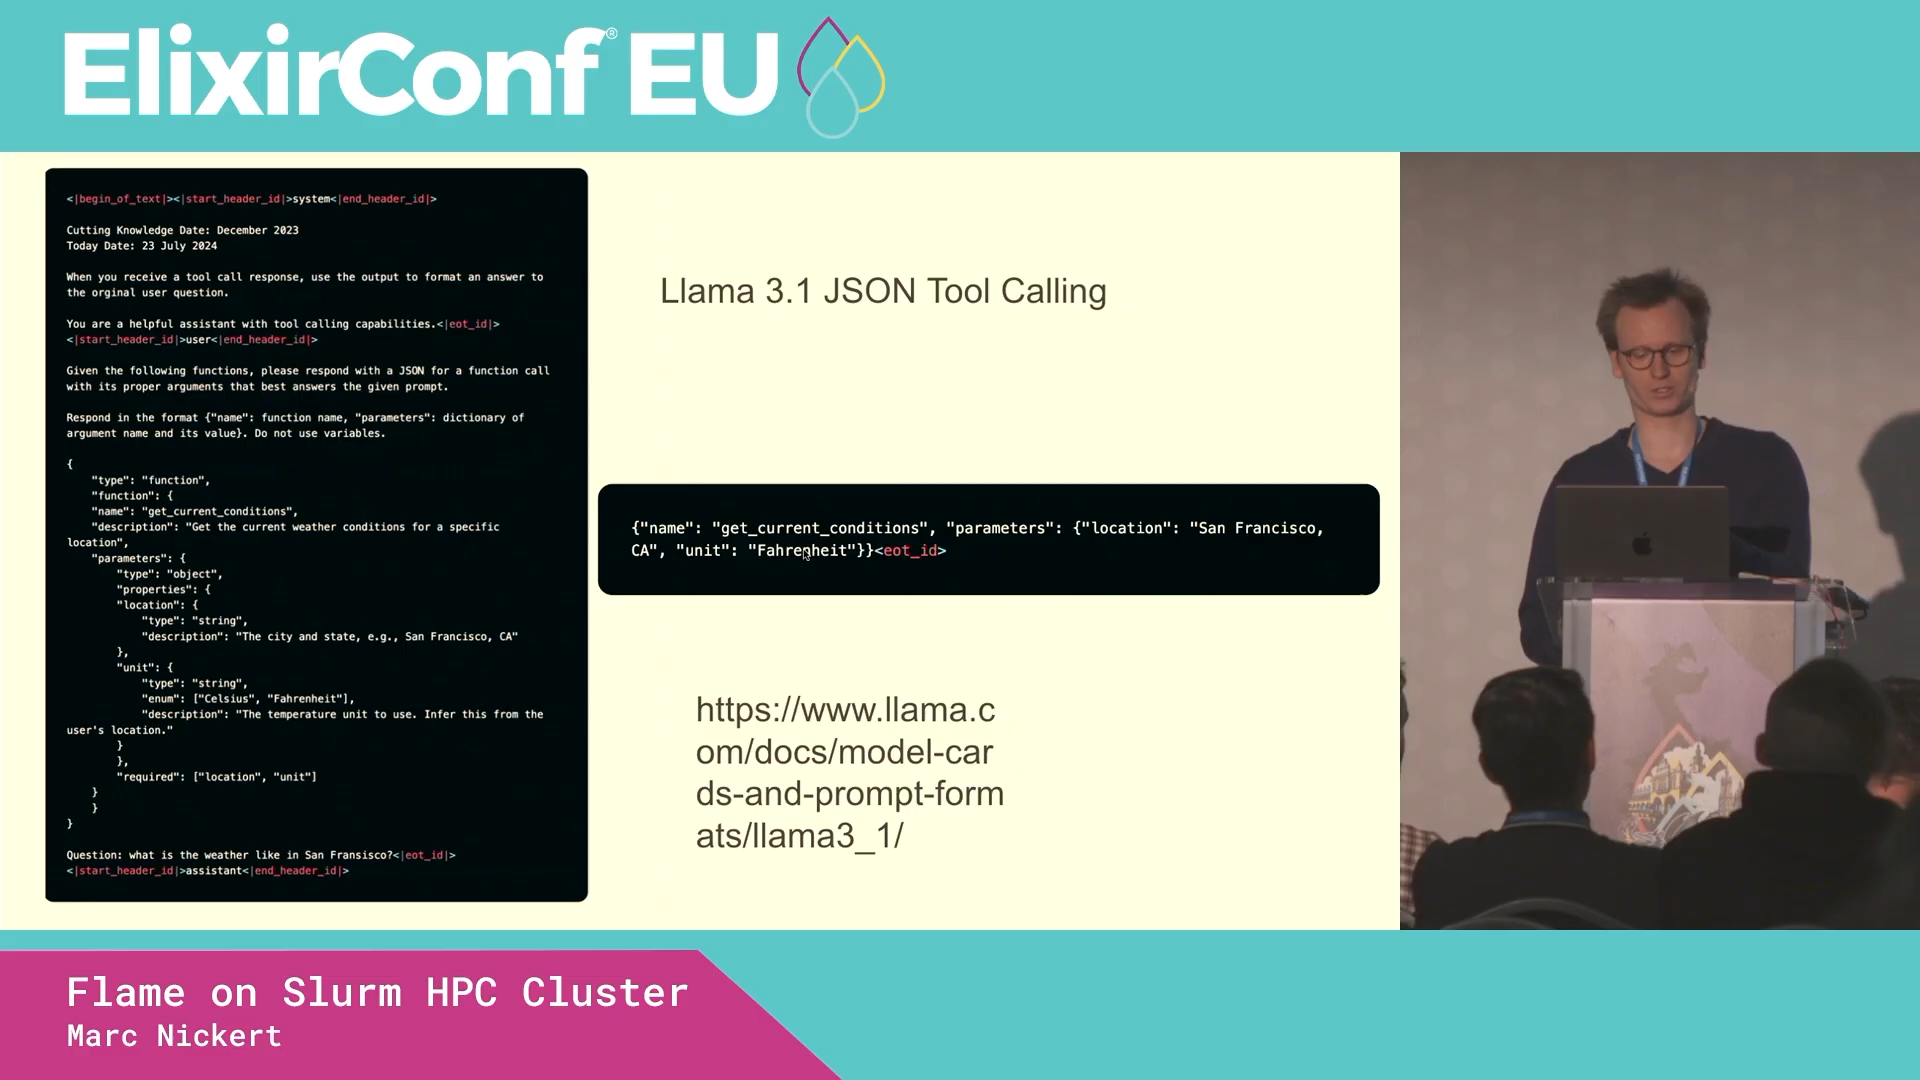 ElixirConf® EU
<|begin_of_text|><|start_header_id|>system<|end_header_id|>
Cutting Knowledge Date: December 2023
Today Date: 23 July 2024
When you receive a tool call response, use the output to format an answer to
the orginal user question.
You are a helpful assistant with tool calling capabilities.<|eot_id|>
<|start_header_id|>user<|end_header_id|>
Given the following functions, please respond with a JSON for a function call
with its proper arguments that best answers the given prompt.
Respond in the format {"name": function name, "parameters": dictionary of
argument name and its value}. Do not use variables.
{
"type": "function",
"function": {
"name": "get_current_conditions",
"description": "Get the current weather conditions for a specific
location",
"parameters": {
"type": "object",
"properties": {
"location": {
"type": "string",
"description": "The city and state, e.g., San Francisco, CA"
},
"unit": {
"type": "string",
"enum": ["Celsius", "Fahrenheit"],
"description": "The temperature unit to use. Infer this from the
user's location."
}
},
"required": ["location", "unit"]
}
}
}
Question: what is the weather like in San Fransisco?<|eot_id|>
<|start_header_id|>assistant<|end_header_id|>
Llama 3.1 JSON Tool Calling
{"name": "get_current_conditions", "parameters": {"location": "San Francisco,
CA", "unit": "Fahrenheit"}}<eot_id>
https://www.llama.c
om/docs/model-car
ds-and-prompt-form
ats/llama3_1/
Flame on Slurm HPC Cluster
Marc Nickert